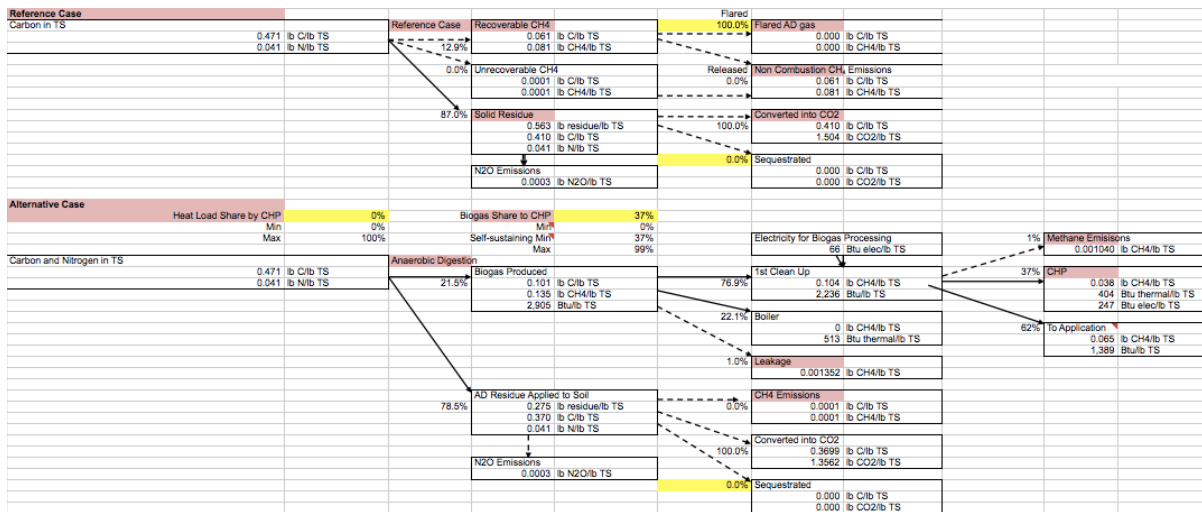 Reference Case
Flared
Carbon in TS
Reference Case
Recoverable CH4
100.0%
Flared AD gas
0.471 lb C/lb TS
0.061 lb C/lb TS
0.000 lb C/lb TS
0.041 lb N/lb TS
12.9%
0.081 lb CH4/lb TS
0.000 lb CH4/lb TS
0.0%
Unrecoverable CH4
Released
Non Combustion CH4 Emissions
0.0001 lb C/lb TS
0.0%
0.061 lb C/lb TS
0.0001 lb CH4/lb TS
0.081 lb CH4/lb TS
87.0%
Solid Residue
Converted into CO2
0.563 lb residue/lb TS
100.0%
0.410 lb C/lb TS
0.410 lb C/lb TS
1.504 lb CO2/lb TS
0.041 lb N/lb TS
0.0%
Sequestrated
N2O Emissions
0.000 lb C/lb TS
0.0003 lb N2O/lb TS
0.000 lb CO2/lb TS
Alternative Case
Heat Load Share by CHP 0%
Biogas Share to CHP 37%
Min 0%
Min 0%
Max 100%
Self-sustaining Min 37%
Electricity for Biogas Processing
1%
Methane Emisisons
Max 99%
66 Btu elec/lb TS
0.001040 lb CH4/lb TS
Carbon and Nitrogen in TS
Anaerobic Digestion
0.471 lb C/lb TS
Biogas Produced
1st Clean Up
37%
CHP
0.041 lb N/lb TS
21.5%
0.101 lb C/lb TS
76.9%
0.104 lb CH4/lb TS
0.038 lb CH4/lb TS
0.135 lb CH4/lb TS
2,236 Btu/lb TS
404 Btu thermal/lb TS
2,905 Btu/lb TS
247 Btu elec/lb TS
22.1%
Boiler
0 lb CH4/lb TS
62%
To Application
513 Btu thermal/lb TS
0.065 lb CH4/lb TS
1,389 Btu/lb TS
1.0%
Leakage
0.001352 lb CH4/lb TS
AD Residue Applied to Soil
CH4 Emissions
78.5%
0.275 lb residue/lb TS
0.0%
0.0001 lb C/lb TS
0.370 lb C/lb TS
0.0001 lb CH4/lb TS
0.041 lb N/lb TS
Converted into CO2
100.0%
0.3699 lb C/lb TS
N2O Emissions
1.3562 lb CO2/lb TS
0.0003 lb N2O/lb TS
0.0%
Sequestrated
0.000 lb C/lb TS
0.000 lb CO2/lb TS